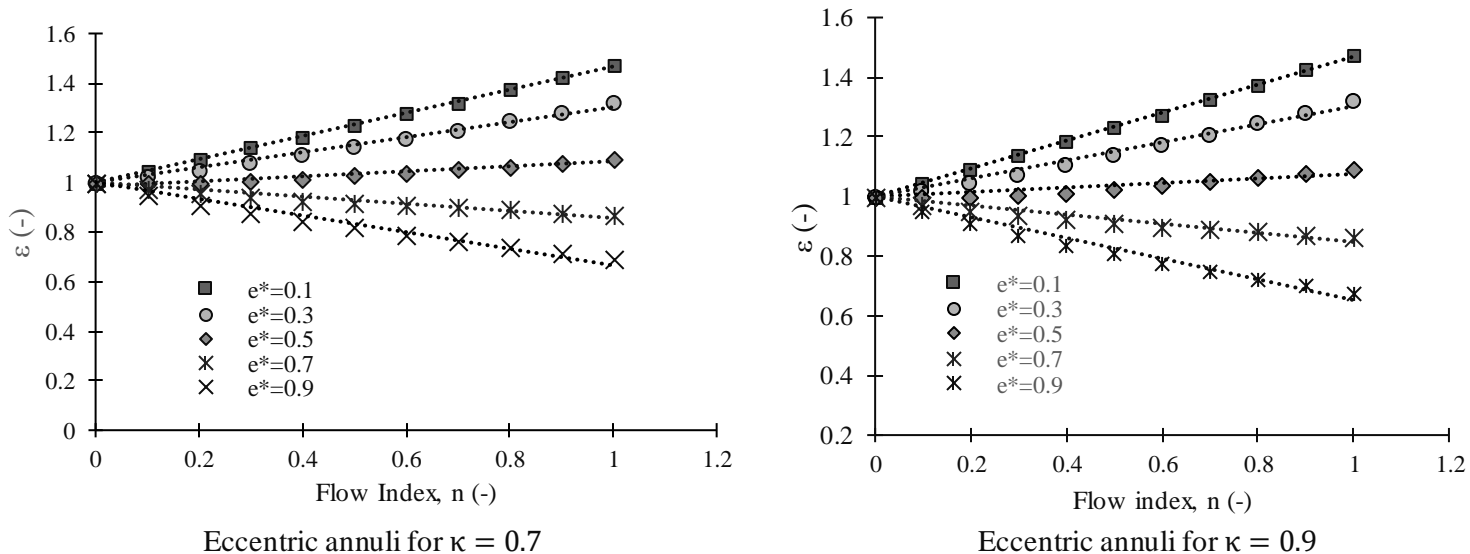 1.6
1.4
1.2
1
0.8
0.6
0.4
0.2
0
ε (-)
e*=0.1
e*=0.3
e*=0.5
e*=0.7
e*=0.9
0
0.2
0.4
0.6
0.8
1
1.2
Flow Index, n (-)
Eccentric annuli for κ = 0.7
1.6
1.4
1.2
1
0.8
0.6
0.4
0.2
ε (-)
e*=0.1
e*=0.3
e*=0.5
e*=0.7
e*=0.9
0
0.2
0.4
0.6
0.8
1
1.2
Flow index, n (-)
Eccentric annuli for κ = 0.9